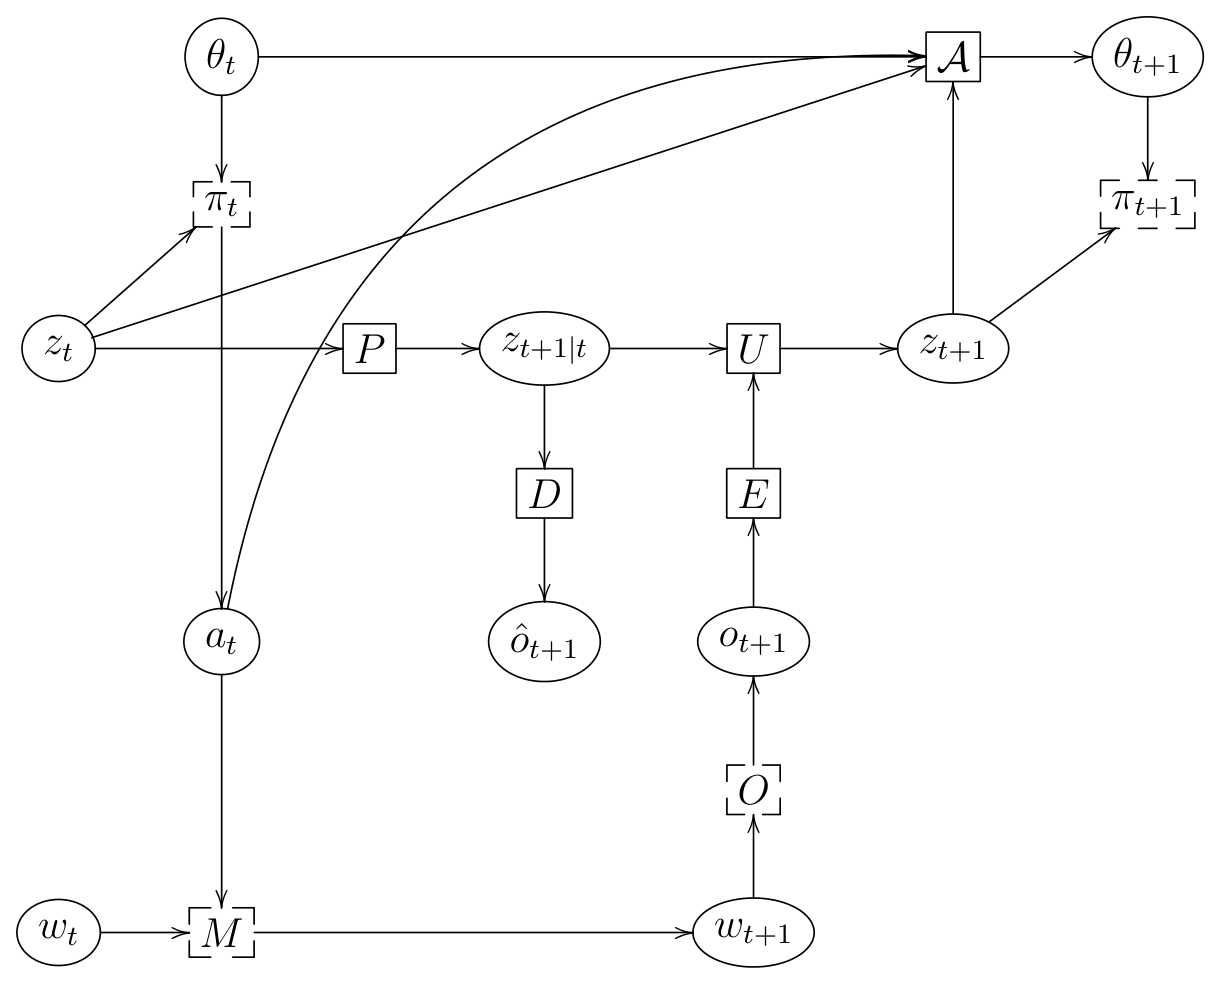 θ_t 𝒜 θ_{t+1}
π_t π_{t+1}
z_t P z_{t+1|t} U z_{t+1}
D E
a_t ô_{t+1} o_{t+1}
O
w_t M w_{t+1}